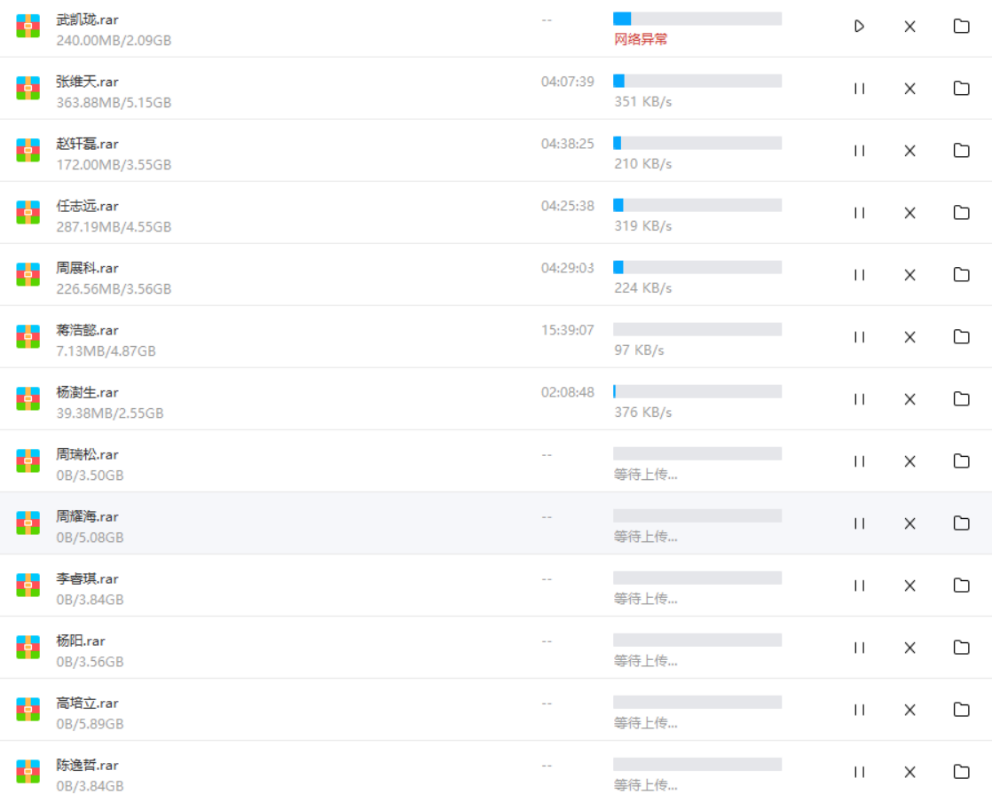 武凯珑.rar
--
240.00MB/2.09GB
网络异常
张维天.rar
04:07:39
363.88MB/5.15GB
351 KB/s
赵轩磊.rar
04:38:25
172.00MB/3.55GB
210 KB/s
任志远.rar
04:25:38
287.19MB/4.55GB
319 KB/s
周展科.rar
04:29:03
226.56MB/3.56GB
224 KB/s
蒋浩懿.rar
15:39:07
7.13MB/4.87GB
97 KB/s
杨澍生.rar
02:08:48
39.38MB/2.55GB
376 KB/s
周瑞松.rar
--
0B/3.50GB
等待上传...
周耀海.rar
--
0B/5.08GB
等待上传...
李睿琪.rar
--
0B/3.84GB
等待上传...
杨阳.rar
--
0B/3.56GB
等待上传...
高培立.rar
--
0B/5.89GB
等待上传...
陈逸哲.rar
--
0B/3.84GB
等待上传...